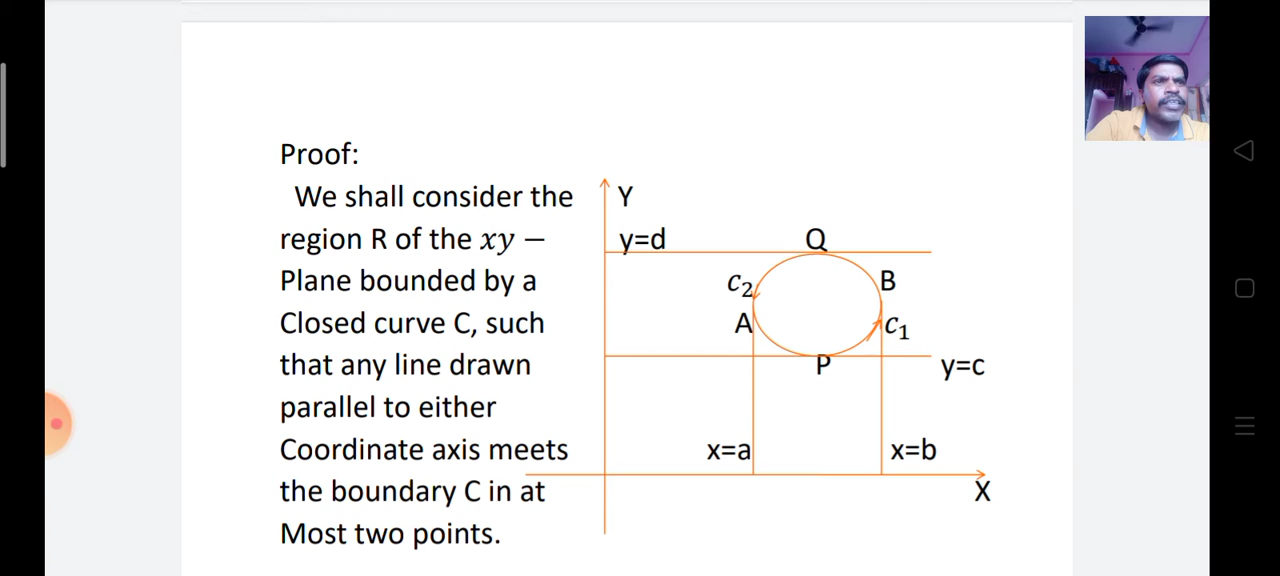 Proof:
We shall consider the
region R of the 𝑥𝑦 −
Plane bounded by a
Closed curve C, such
that any line drawn
parallel to either
Coordinate axis meets
the boundary C in at
Most two points.
Y
y=d
Q
𝑐₂
B
A
𝑐₁
P
y=c
x=a
x=b
X